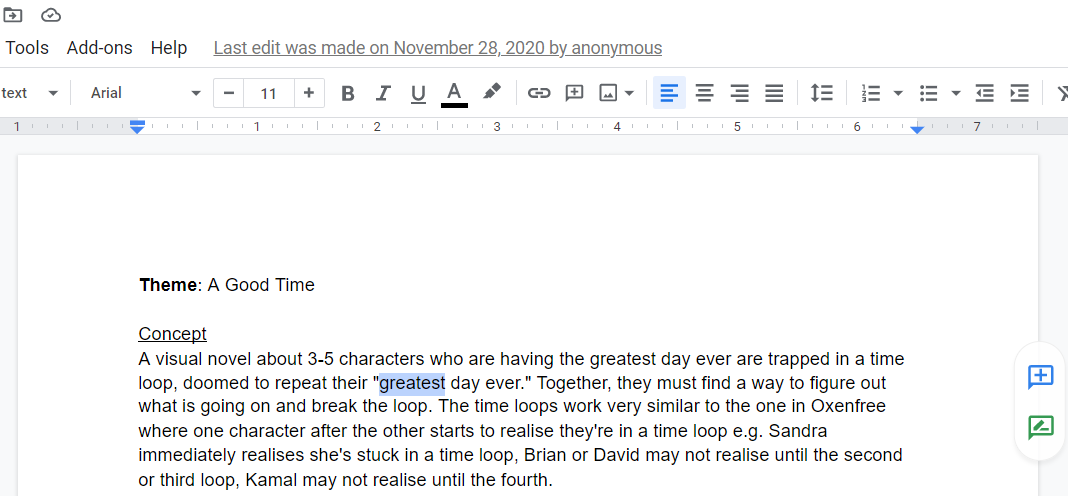 Tools Add-ons Help Last edit was made on November 28, 2020 by anonymous
text Arial 11 B I U A
1 1 2 3 4 5 6 7
Theme: A Good Time
Concept
A visual novel about 3-5 characters who are having the greatest day ever are trapped in a time
loop, doomed to repeat their "greatest day ever." Together, they must find a way to figure out
what is going on and break the loop. The time loops work very similar to the one in Oxenfree
where one character after the other starts to realise they're in a time loop e.g. Sandra
immediately realises she's stuck in a time loop, Brian or David may not realise until the second
or third loop, Kamal may not realise until the fourth.